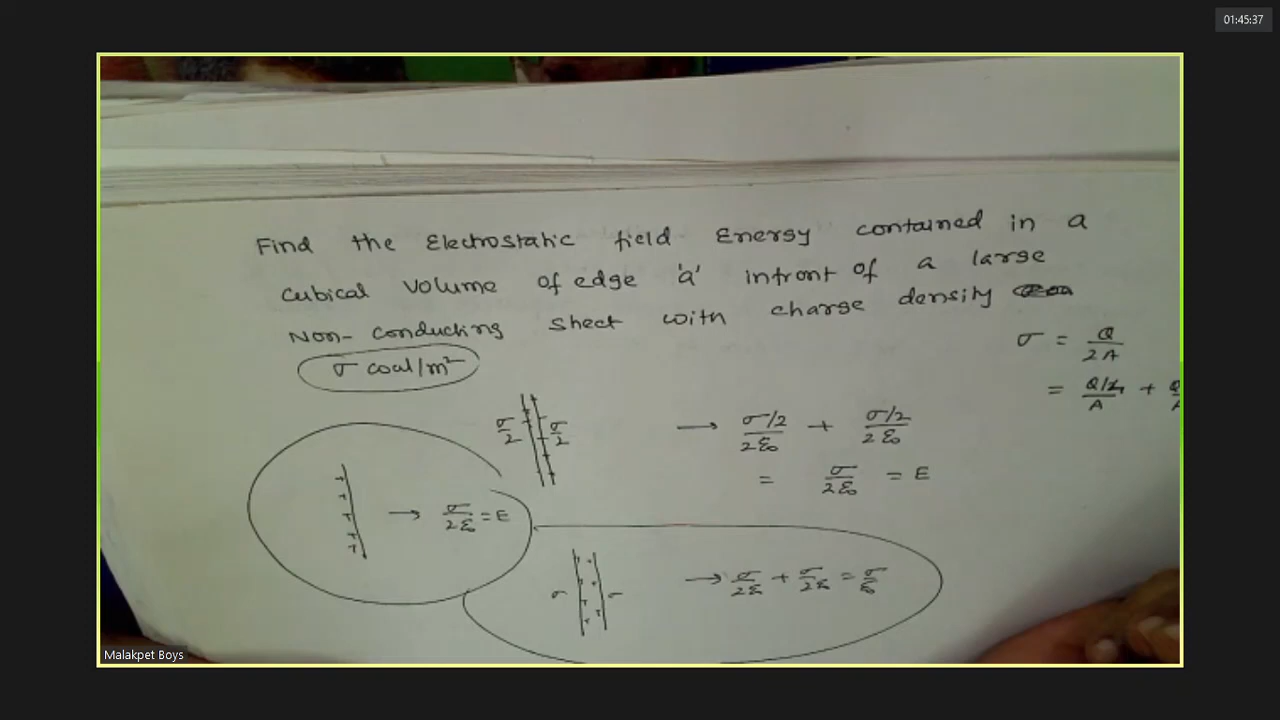 01:45:37
Find the Electrostatic field Energy contained in a
cubical volume of edge 'a' infront of a large
Non-conducting sheet with charge density
σ coul/m²
σ = Q/2A
= Q/2/A +
σ/2 σ/2 → σ/2/2ε₀ + σ/2/2ε₀
= σ/2ε₀ = E
→ σ/2ε₀ = E
σ σ → σ/2ε₀ + σ/2ε₀ = σ/ε₀
Malakpet Boys